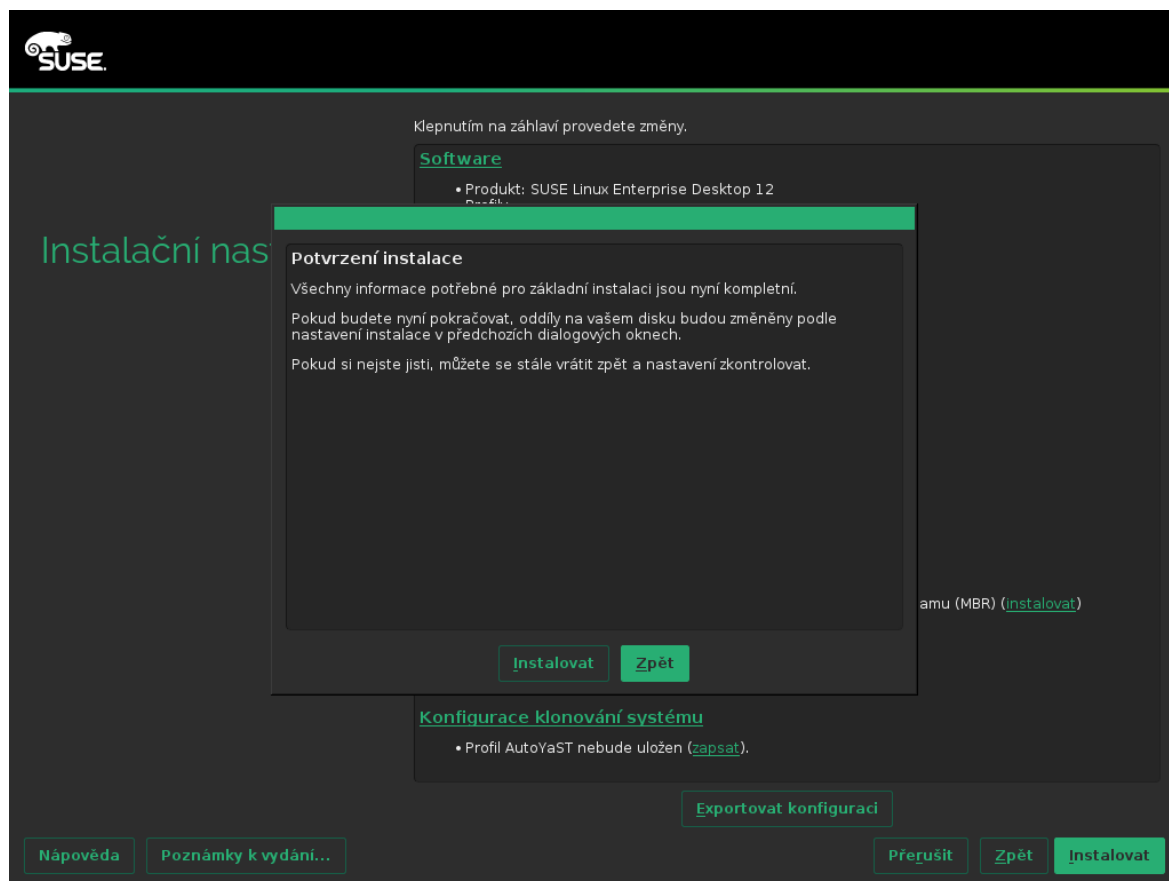 SUSE.
Klepnutím na záhlaví provedete změny.
Software
• Produkt: SUSE Linux Enterprise Desktop 12
Instalační nas
Potvrzení instalace
Všechny informace potřebné pro základní instalaci jsou nyní kompletní.
Pokud budete nyní pokračovat, oddíly na vašem disku budou změněny podle
nastavení instalace v předchozích dialogových oknech.
Pokud si nejste jisti, můžete se stále vrátit zpět a nastavení zkontrolovat.
amu (MBR) (instalovat)
Instalovat Zpět
Konfigurace klonování systému
• Profil AutoYaST nebude uložen (zapsat).
Exportovat konfiguraci
Nápověda Poznámky k vydání... Přerušit Zpět Instalovat